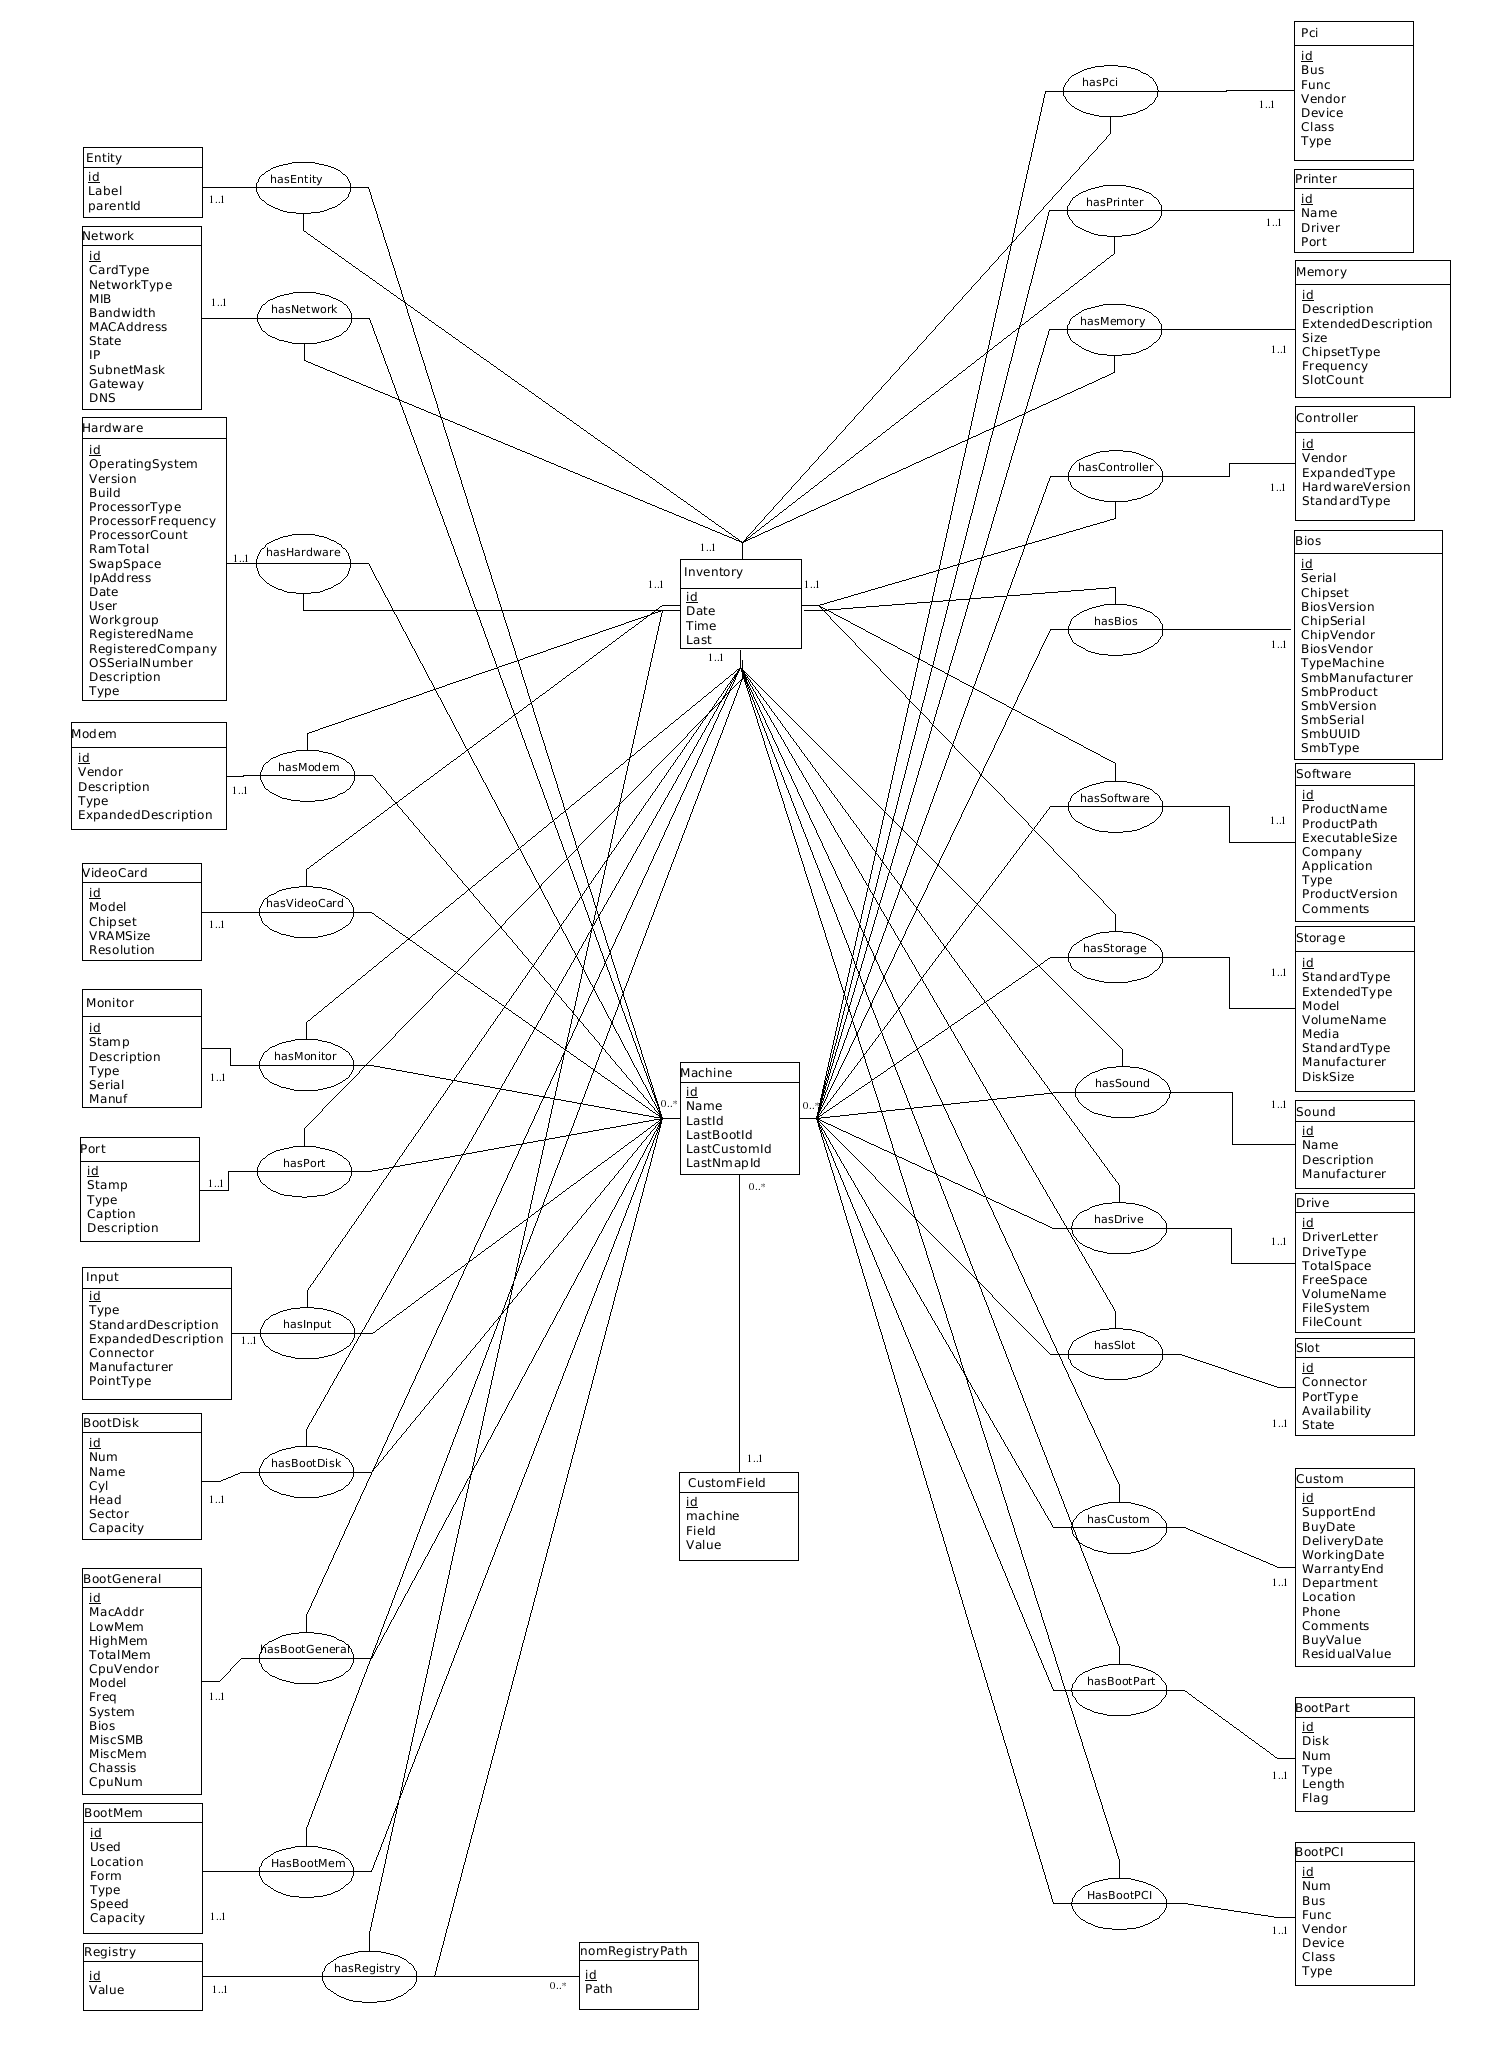 Pci
id
Bus
Func
Vendor
Device
Class
Type
hasPci
1..1
Entity
id
Label
parentId
hasEntity
1..1
Printer
id
Name
Driver
Port
hasPrinter
1..1
Network
id
CardType
NetworkType
MIB
Bandwidth
MACAddress
State
IP
SubnetMask
Gateway
DNS
1..1
hasNetwork
Memory
id
Description
ExtendedDescription
Size
ChipsetType
Frequency
SlotCount
hasMemory
1..1
Hardware
id
OperatingSystem
Version
Build
ProcessorType
ProcessorFrequency
ProcessorCount
RamTotal
SwapSpace
IpAddress
Date
User
Workgroup
RegisteredName
RegisteredCompany
OSSerialNumber
Description
Type
1..1
hasHardware
Controller
id
Vendor
ExpandedType
HardwareVersion
StandardType
hasController
1..1
1..1
1..1
Inventory
1..1
id
Date
Time
Last
1..1
Bios
id
Serial
Chipset
BiosVersion
ChipSerial
ChipVendor
BiosVendor
TypeMachine
SmbManufacturer
SmbProduct
SmbVersion
SmbSerial
SmbUUID
SmbType
hasBios
1..1
Modem
id
Vendor
Description
Type
ExpandedDescription
hasModem
1..1
Software
id
ProductName
ProductPath
ExecutableSize
Company
Application
Type
ProductVersion
Comments
hasSoftware
1..1
VideoCard
id
Model
Chipset
VRAMSize
Resolution
hasVideoCard
1..1
Storage
id
StandardType
ExtendedType
Model
VolumeName
Media
StandardType
Manufacturer
DiskSize
hasStorage
1..1
Monitor
id
Stamp
Description
Type
Serial
Manuf
hasMonitor
1..1
Machine
id
Name
LastId
LastBootId
LastCustomId
LastNmapId
0..*
0..*
0..*
Sound
id
Name
Description
Manufacturer
hasSound
1..1
Port
id
Stamp
Type
Caption
Description
hasPort
1..1
Drive
id
DriverLetter
DriveType
TotalSpace
FreeSpace
VolumeName
FileSystem
FileCount
hasDrive
1..1
Input
id
Type
StandardDescription
ExpandedDescription
Connector
Manufacturer
PointType
hasInput
1..1
Slot
id
Connector
PortType
Availability
State
hasSlot
1..1
BootDisk
id
Num
Name
Cyl
Head
Sector
Capacity
hasBootDisk
1..1
1..1
CustomField
id
machine
Field
Value
Custom
id
SupportEnd
BuyDate
DeliveryDate
WorkingDate
WarrantyEnd
Department
Location
Phone
Comments
BuyValue
ResidualValue
hasCustom
1..1
BootGeneral
id
MacAddr
LowMem
HighMem
TotalMem
CpuVendor
Model
Freq
System
Bios
MiscSMB
MiscMem
Chassis
CpuNum
hasBootGeneral
1..1
BootPart
id
Disk
Num
Type
Length
Flag
hasBootPart
1..1
BootMem
id
Used
Location
Form
Type
Speed
Capacity
HasBootMem
1..1
BootPCI
id
Num
Bus
Func
Vendor
Device
Class
Type
HasBootPCI
1..1
Registry
id
Value
hasRegistry
1..1
nomRegistryPath
id
Path
0..*